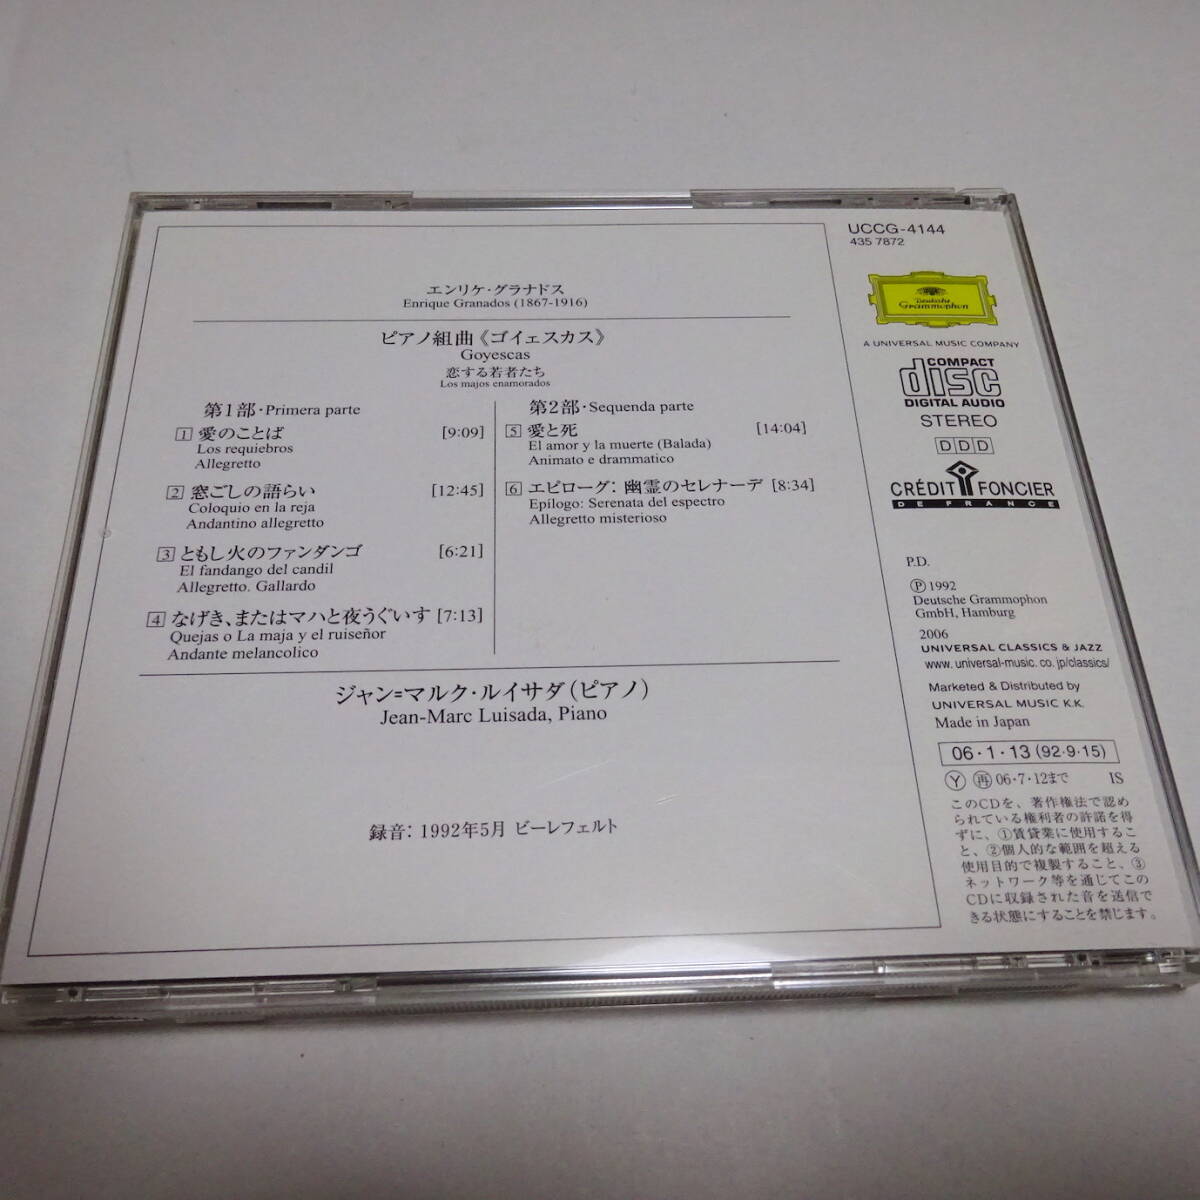 エンリケ・グラナドス
Enrique Granados (1867-1916)
ピアノ組曲《ゴイェスカス》
Goyescas
恋する若者たち
Los majos enamorados
第1部・Primera parte
1 愛のことば [9:09]
Los requiebros
Allegretto
2 窓ごしの語らい [12:45]
Coloquio en la reja
Andantino allegretto
3 ともし火のファンダンゴ [6:21]
El fandango del candil
Allegretto. Gallardo
4 なげき、またはマハと夜うぐいす [7:13]
Quejas o La maja y el ruiseñor
Andante melancolico
第2部・Sequenda parte
5 愛と死 [14:04]
El amor y la muerte (Balada)
Animato e drammatico
6 エピローグ: 幽霊のセレナーデ [8:34]
Epílogo: Serenata del espectro
Allegretto misterioso
ジャン=マルク・ルイサダ(ピアノ)
Jean-Marc Luisada, Piano
録音: 1992年5月 ビーレフェルト
UCCG-4144
435 7872
Deutsche
Grammophon
A UNIVERSAL MUSIC COMPANY
COMPACT
disc
DIGITAL AUDIO
STEREO
DDD
CRÉDIT FONCIER
DE FRANCE
P.D.
Ⓟ 1992
Deutsche Grammophon
GmbH, Hamburg
2006
UNIVERSAL CLASSICS & JAZZ
www.universal-music.co.jp/classics/
Marketed & Distributed by
UNIVERSAL MUSIC K.K.
Made in Japan
06・1・13 (92・9・15)
Ⓨ 再 06・7・12まで IS
このCDを、著作権法で認め
られている権利者の許諾を得
ずに、①賃貸業に使用するこ
と、②個人的な範囲を超える
使用目的で複製すること、③
ネットワーク等を通じてこの
CDに収録された音を送信で
きる状態にすることを禁じます。